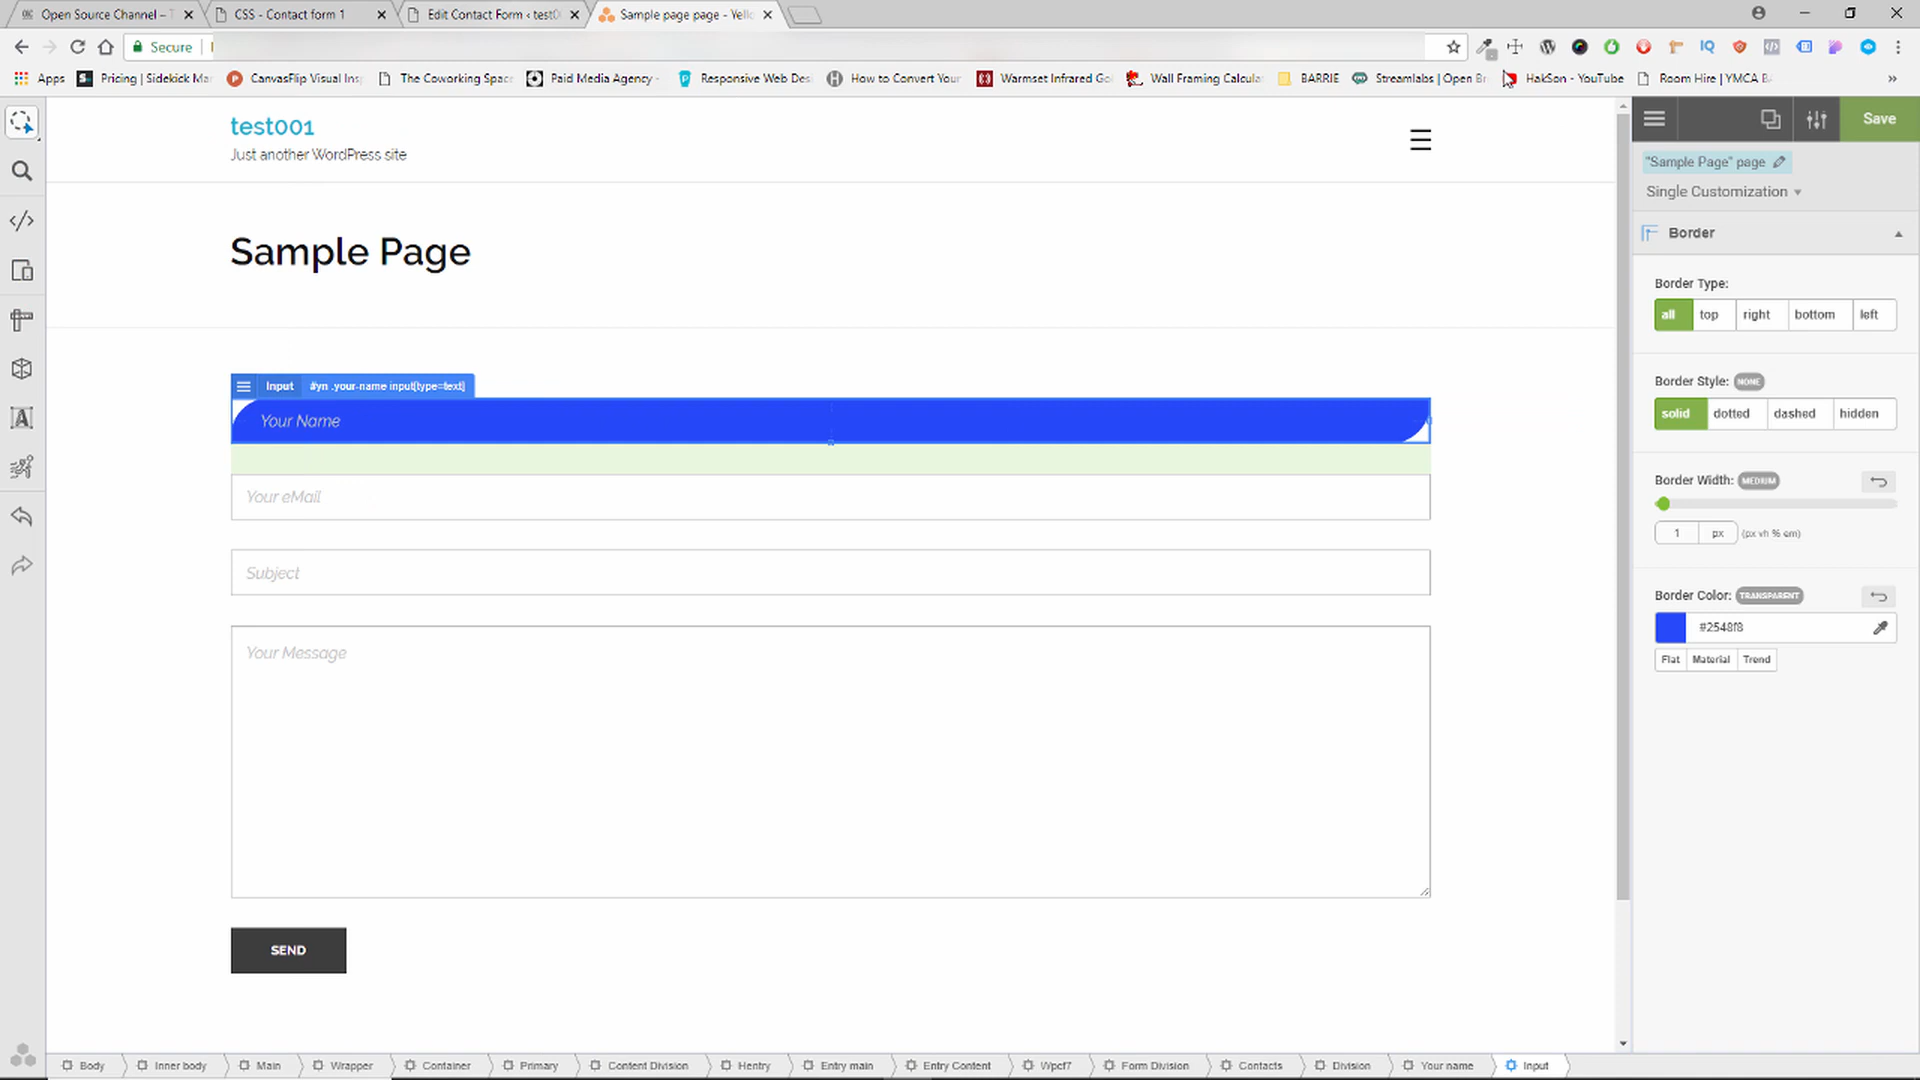 Open Source Channel – T
CSS - Contact form 1
Edit Contact Form ‹ test0
Sample page page - Yello
Secure
Apps
Pricing | Sidekick Mar
CanvasFlip Visual Ins
The Coworking Space
Paid Media Agency -
Responsive Web Des
How to Convert Your
Warmset Infrared Go
Wall Framing Calcula
BARRIE
Streamlabs | Open Br
HakSon - YouTube
Room Hire | YMCA BA
»
test001
Just another WordPress site
Save
"Sample Page" page
Single Customization
Sample Page
Border
Border Type:
all top right bottom left
Border Style: NONE
solid dotted dashed hidden
Border Width: MEDIUM
1 px (px vh % em)
Border Color: TRANSPARENT
#2548f8
Flat Material Trend
Input #yn .your-name input[type=text]
Your Name
Your eMail
Subject
Your Message
SEND
Body Inner body Main Wrapper Container Primary Content Division Hentry Entry main Entry Content Wpcf7 Form Division Contacts Division Your name Input